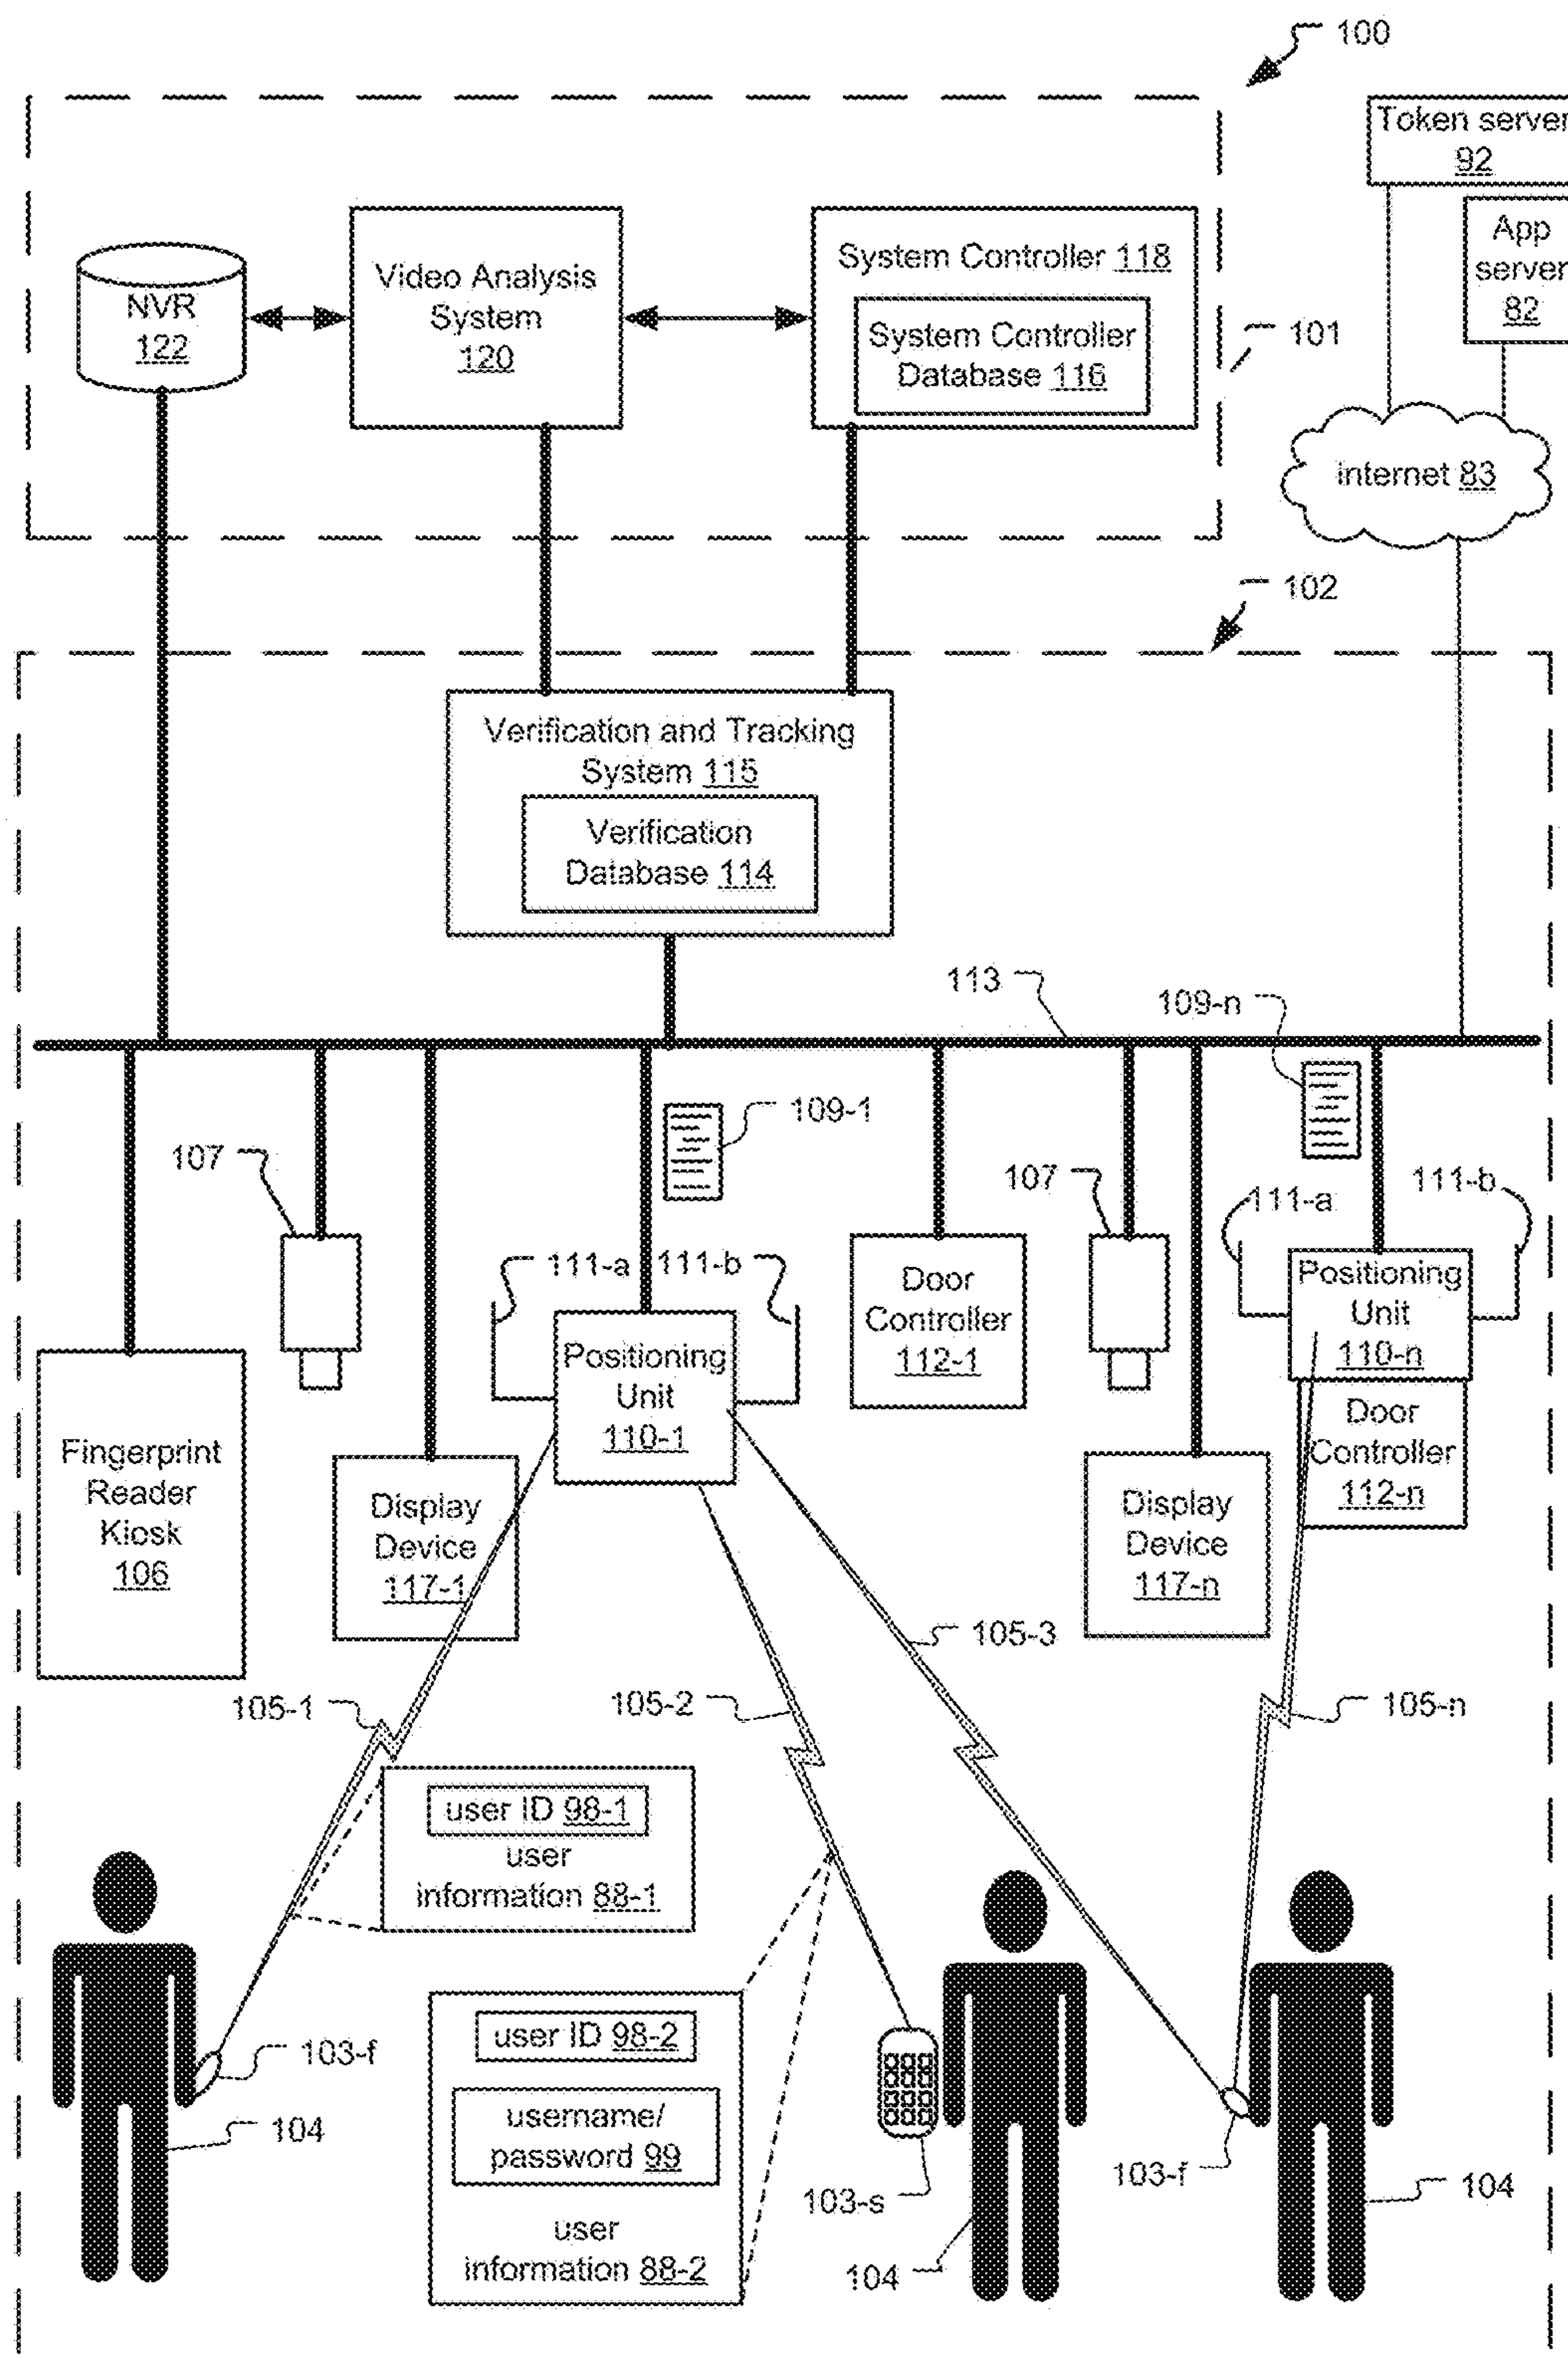 100
Token server
92
App
server
82
NVR
122
Video Analysis
System
120
System Controller 118
System Controller
Database 116
101
internet 83
102
Verification and Tracking
System 115
Verification
Database 114
113
109-n
109-1
107
107
111-a
111-b
111-a
111-b
Door
Controller
112-1
Positioning
Unit
110-n
Positioning
Unit
110-1
Door
Controller
112-n
Fingerprint
Reader
Kiosk
106
Display
Device
117-1
Display
Device
117-n
105-1
105-2
105-3
105-n
user ID 98-1
user
information 88-1
user ID 98-2
username/
password 99
user
information 88-2
103-f
104
103-s
104
103-f
104